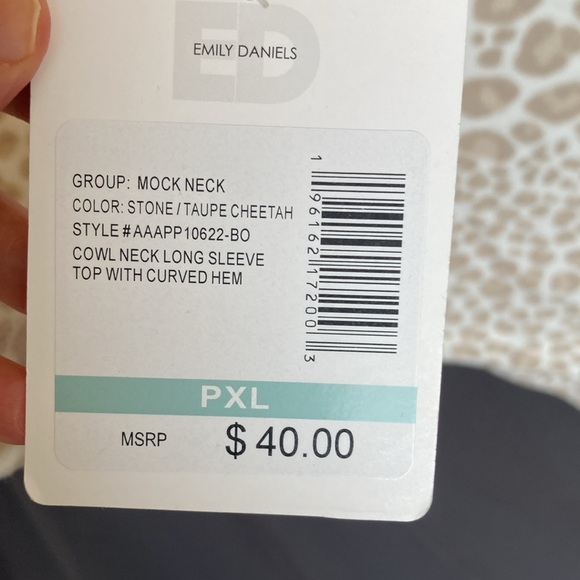 ED
EMILY DANIELS
GROUP: MOCK NECK
COLOR: STONE / TAUPE CHEETAH
STYLE # AAAPP10622-BO
COWL NECK LONG SLEEVE
TOP WITH CURVED HEM
1 96162 17200 3
PXL
MSRP $ 40.00